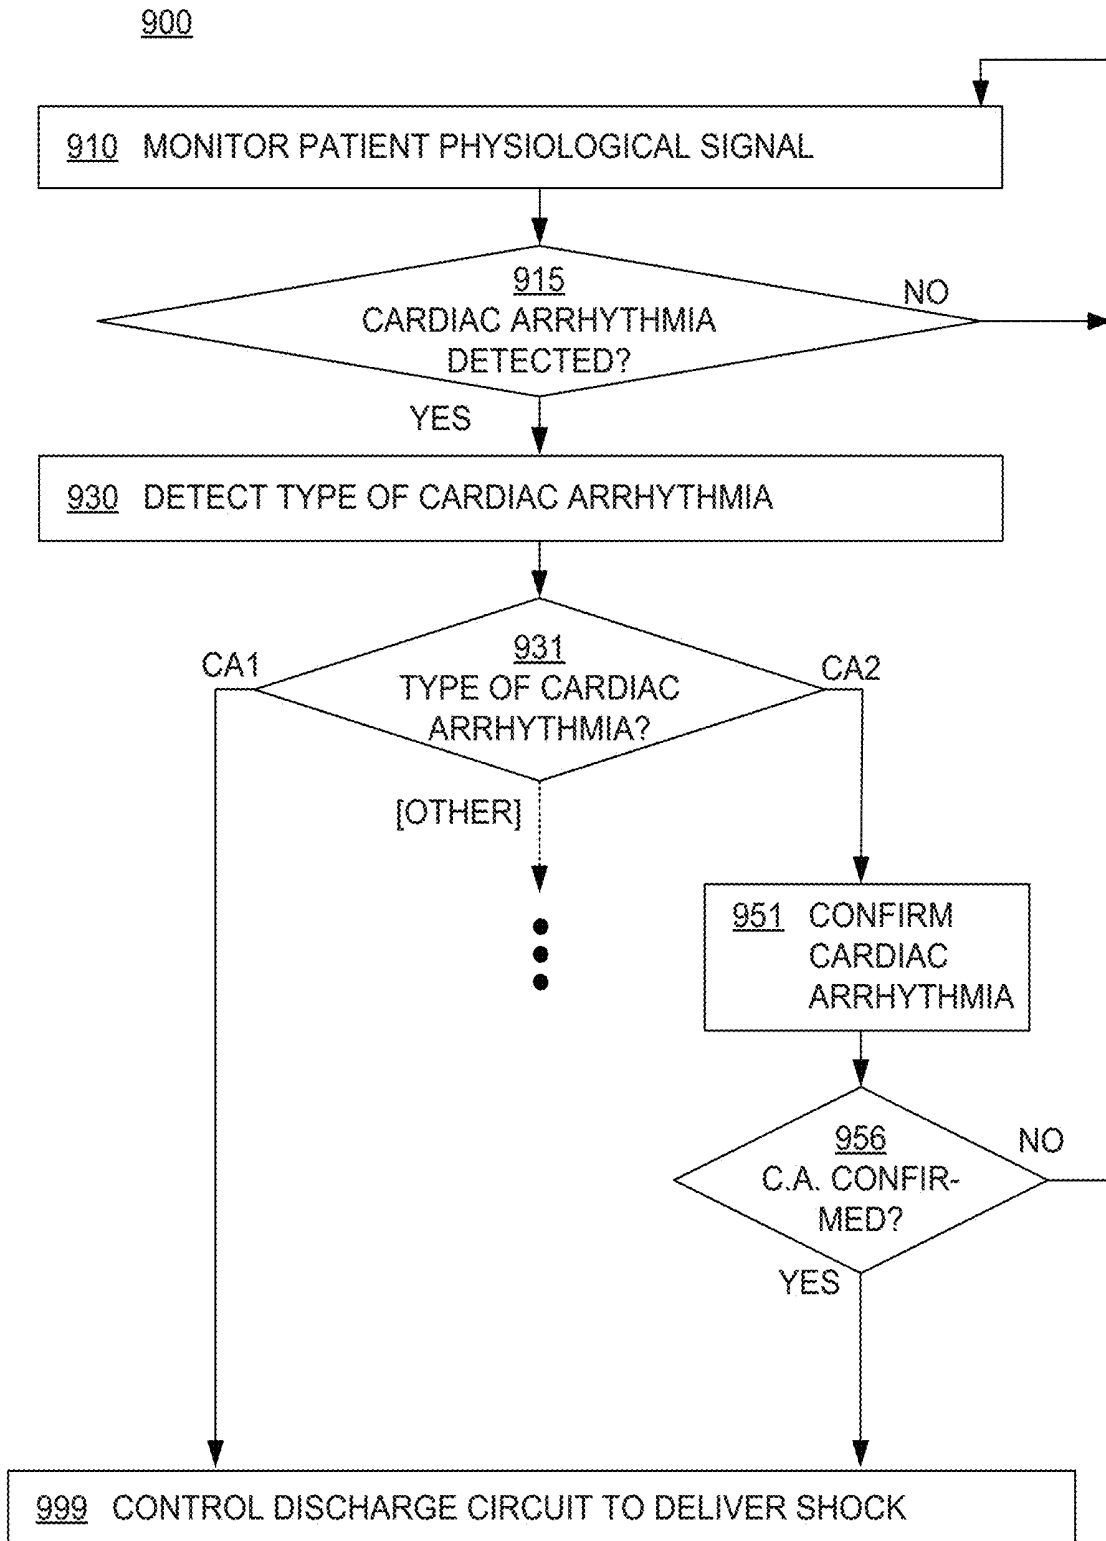 900
910 MONITOR PATIENT PHYSIOLOGICAL SIGNAL
915
CARDIAC ARRHYTHMIA
DETECTED?
NO
YES
930 DETECT TYPE OF CARDIAC ARRHYTHMIA
931
TYPE OF CARDIAC
ARRHYTHMIA?
CA1
CA2
[OTHER]
951 CONFIRM
CARDIAC
ARRHYTHMIA
956
C.A. CONFIR-
MED?
NO
YES
999 CONTROL DISCHARGE CIRCUIT TO DELIVER SHOCK